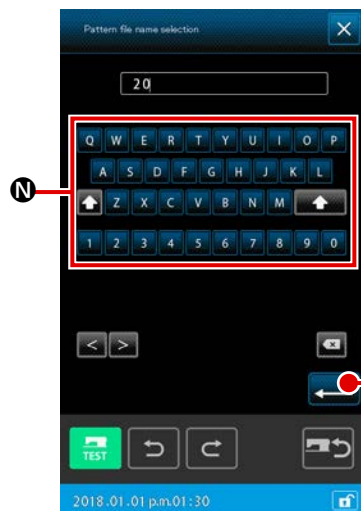 Pattern file name selection
20
Q W E R T Y U I O P
A S D F G H J K L
N
Z X C V B N M
1 2 3 4 5 6 7 8 9 0
< >
TEST
2018.01.01 p.m.01:30